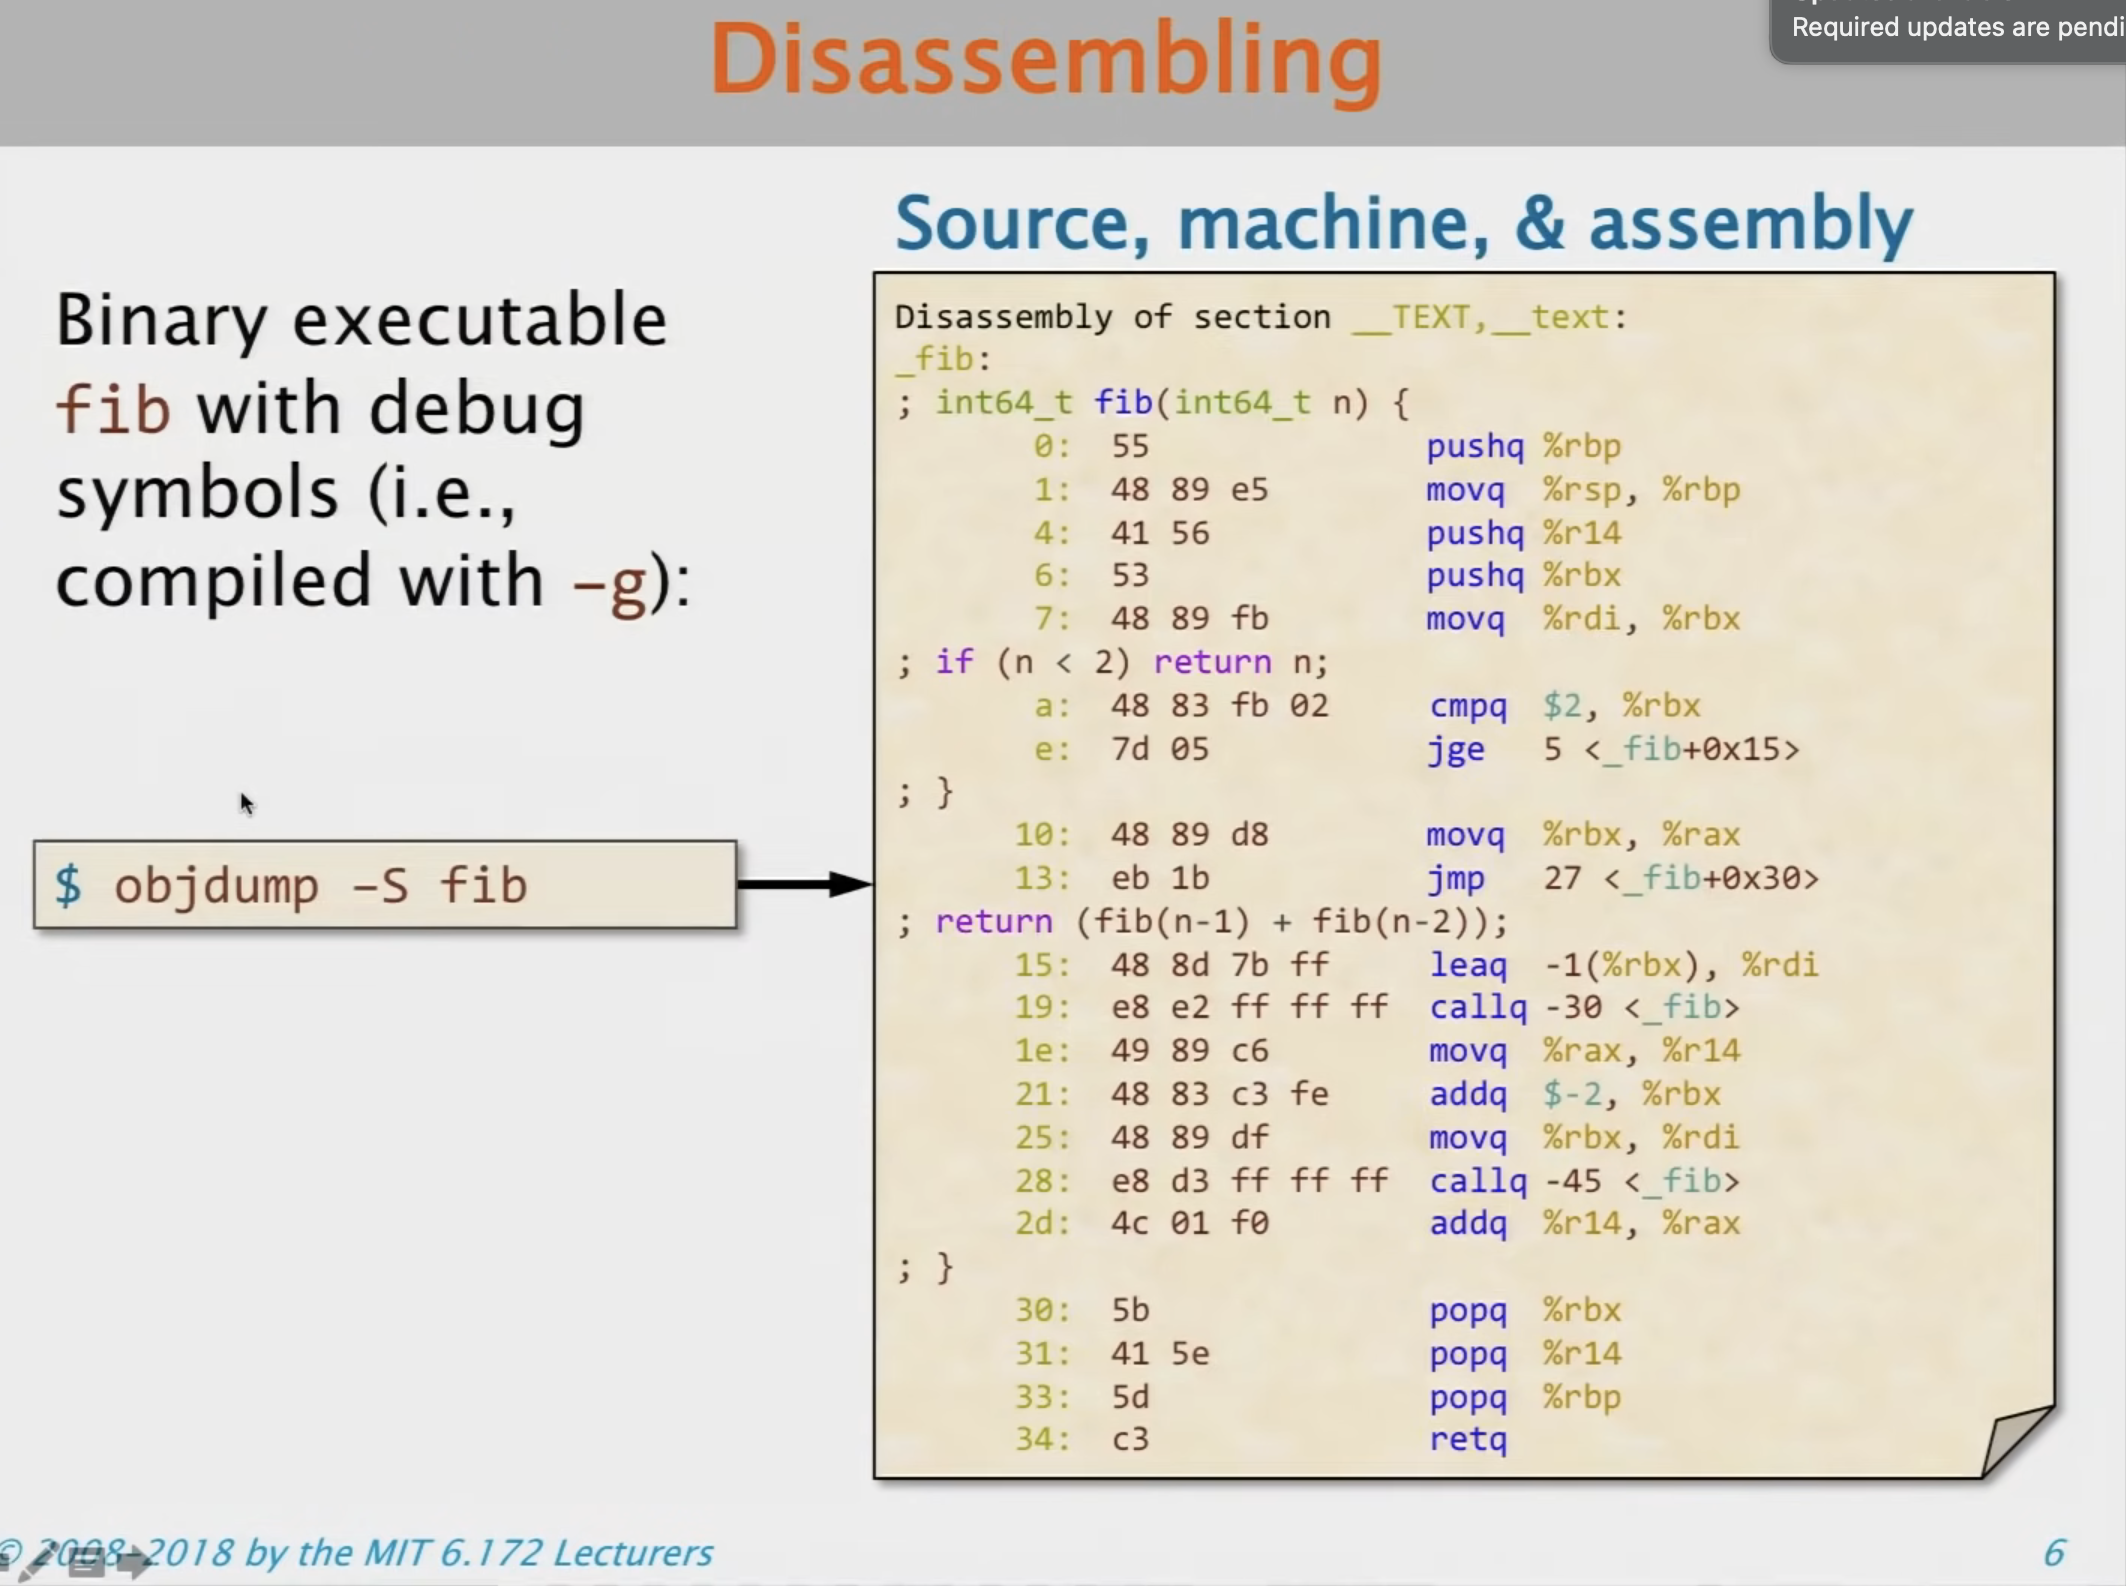 Required updates are pendi
Disassembling
Source, machine, & assembly
Binary executable
fib with debug
symbols (i.e.,
compiled with –g):
$ objdump –S fib
Disassembly of section __TEXT,__text:
_fib:
; int64_t fib(int64_t n) {
0: 55 pushq %rbp
1: 48 89 e5 movq %rsp, %rbp
4: 41 56 pushq %r14
6: 53 pushq %rbx
7: 48 89 fb movq %rdi, %rbx
; if (n < 2) return n;
a: 48 83 fb 02 cmpq $2, %rbx
e: 7d 05 jge 5 <_fib+0x15>
; }
10: 48 89 d8 movq %rbx, %rax
13: eb 1b jmp 27 <_fib+0x30>
; return (fib(n-1) + fib(n-2));
15: 48 8d 7b ff leaq -1(%rbx), %rdi
19: e8 e2 ff ff ff callq -30 <_fib>
1e: 49 89 c6 movq %rax, %r14
21: 48 83 c3 fe addq $-2, %rbx
25: 48 89 df movq %rbx, %rdi
28: e8 d3 ff ff ff callq -45 <_fib>
2d: 4c 01 f0 addq %r14, %rax
; }
30: 5b popq %rbx
31: 41 5e popq %r14
33: 5d popq %rbp
34: c3 retq
© 2008–2018 by the MIT 6.172 Lecturers
6